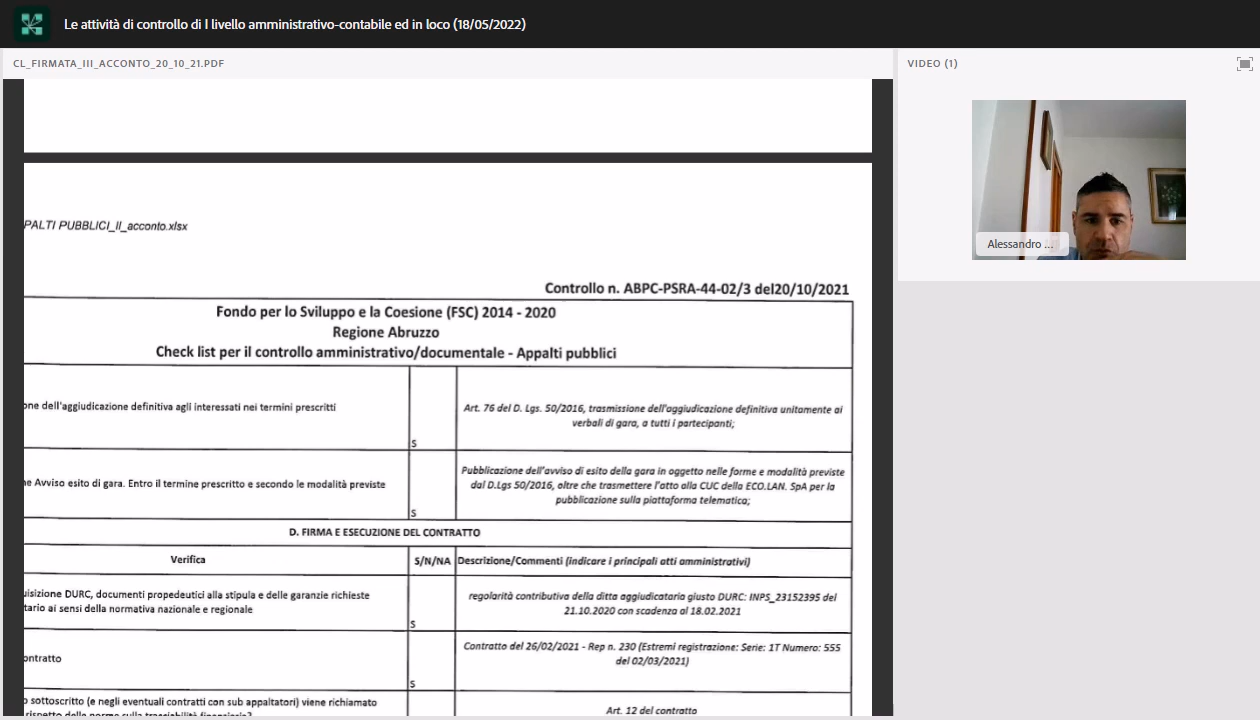 Le attività di controllo di I livello amministrativo-contabile ed in loco (18/05/2022)
CL_FIRMATA_III_ACCONTO_20_10_21.PDF
VIDEO (1)
Alessandro ...
PALTI PUBBLICI_II_acconto.xlsx
Controllo n. ABPC-PSRA-44-02/3 del20/10/2021
Fondo per lo Sviluppo e la Coesione (FSC) 2014 - 2020
Regione Abruzzo
Check list per il controllo amministrativo/documentale - Appalti pubblici
one dell'aggiudicazione definitiva agli interessati nei termini prescritti
S
Art. 76 del D. Lgs. 50/2016, trasmissione dell'aggiudicazione definitiva unitamente ai
verbali di gara, a tutti i partecipanti;
ne Avviso esito di gara. Entro il termine prescritto e secondo le modalità previste
S
Pubblicazione dell'avviso di esito della gara in oggetto nelle forme e modalità previste
dal D.Lgs 50/2016, oltre che trasmettere l'atto alla CUC della ECO.LAN. SpA per la
pubblicazione sulla piattaforma telematica;
D. FIRMA E ESECUZIONE DEL CONTRATTO
Verifica
S/N/NA
Descrizione/Commenti (indicare i principali atti amministrativi)
uisizione DURC, documenti propedeutici alla stipula e delle garanzie richieste
tario ai sensi della normativa nazionale e regionale
S
regolarità contributiva della ditta aggiudicataria giusto DURC: INPS_23152395 del
21.10.2020 con scadenza al 18.02.2021
ontratto
S
Contratto del 26/02/2021 - Rep n. 230 (Estremi registrazione: Serie: 1T Numero: 555
del 02/03/2021)
o sottoscritto (e negli eventuali contratti con sub appaltatori) viene richiamato
rispetto delle norme sulla tracciabilità finanziaria?
Art. 12 del contratto